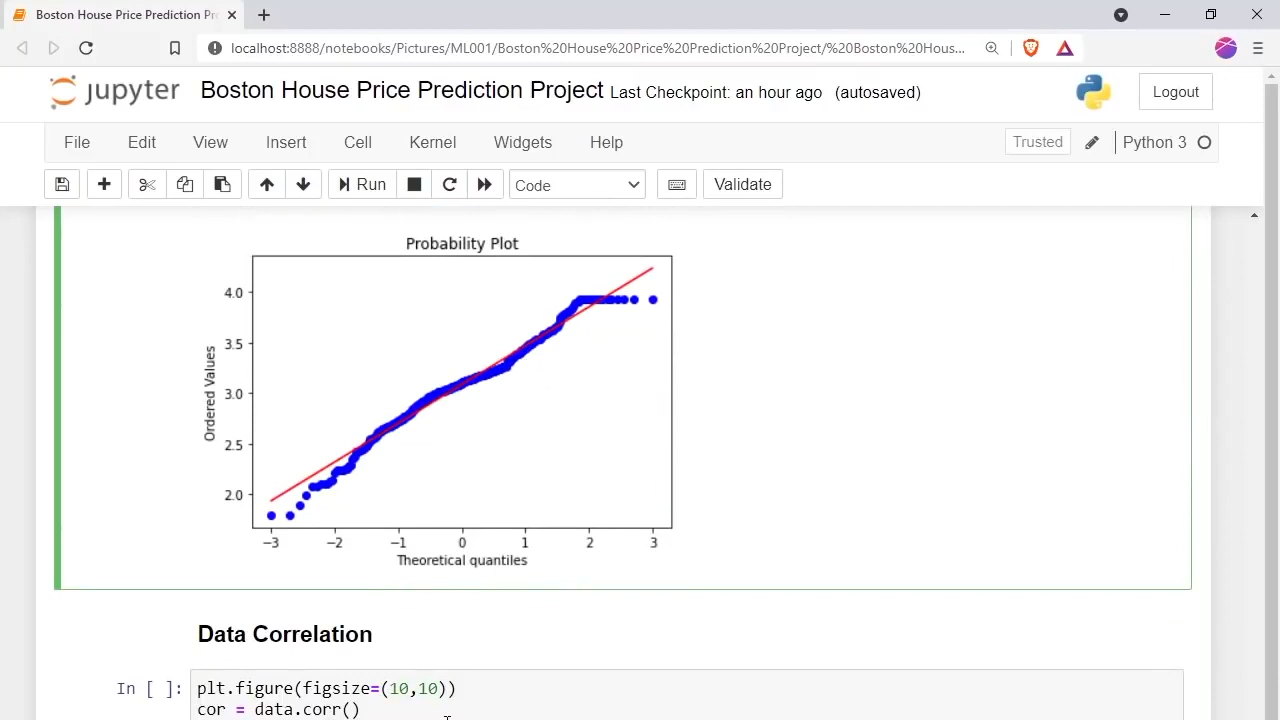 Boston House Price Prediction Pr
localhost:8888/notebooks/Pictures/ML001/Boston%20House%20Price%20Prediction%20Project/%20Boston%20Hous...
jupyter Boston House Price Prediction Project Last Checkpoint: an hour ago (autosaved)
Logout
File Edit View Insert Cell Kernel Widgets Help
Trusted Python 3
Run Code Validate
Probability Plot
4.0
3.5
3.0
2.5
2.0
Ordered Values
−3 −2 −1 0 1 2 3
Theoretical quantiles
Data Correlation
In [ ]: plt.figure(figsize=(10,10))
cor = data.corr()